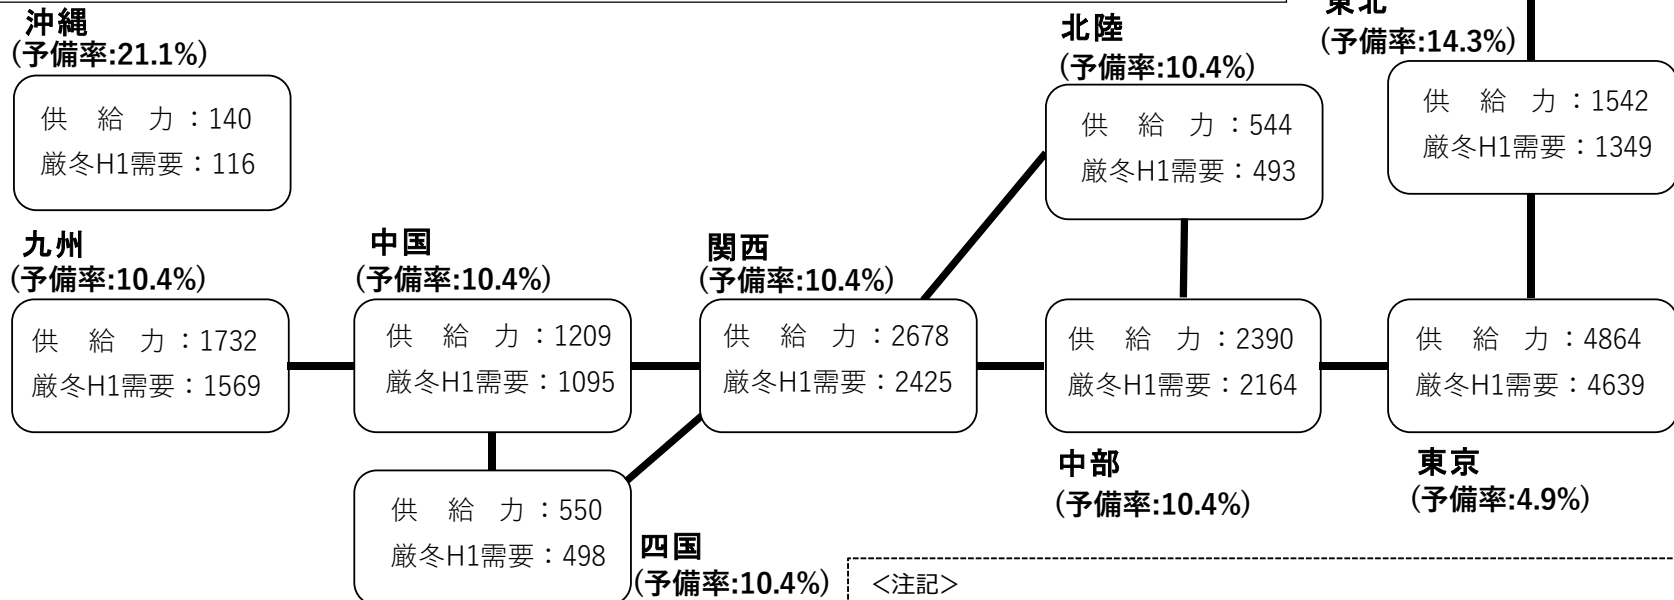 沖縄
(予備率:21.1%)
供　給　力：140
厳冬H1需要：116
北陸
(予備率:10.4%)
供　給　力：544
厳冬H1需要：493
東北
(予備率:14.3%)
供　給　力：1542
厳冬H1需要：1349
九州
(予備率:10.4%)
供　給　力：1732
厳冬H1需要：1569
中国
(予備率:10.4%)
供　給　力：1209
厳冬H1需要：1095
関西
(予備率:10.4%)
供　給　力：2678
厳冬H1需要：2425
供　給　力：2390
厳冬H1需要：2164
中部
(予備率:10.4%)
供　給　力：4864
厳冬H1需要：4639
東京
(予備率:4.9%)
供　給　力：550
厳冬H1需要：498
四国
(予備率:10.4%)
＜注記＞